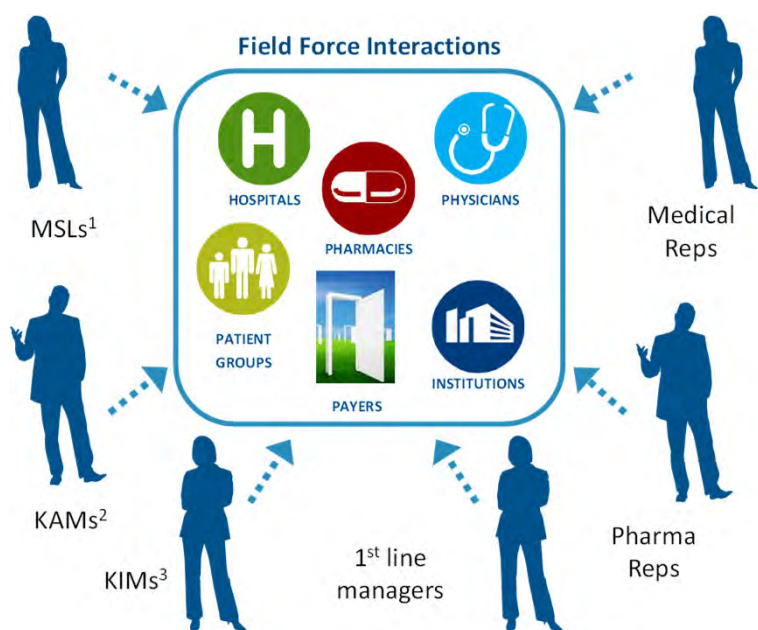 Field Force Interactions
H
HOSPITALS
PHYSICIANS
PHARMACIES
MSLs¹
Medical
Reps
PATIENT
GROUPS
INSTITUTIONS
PAYERS
KAMs²
Pharma
Reps
KIMs³
1st line
managers